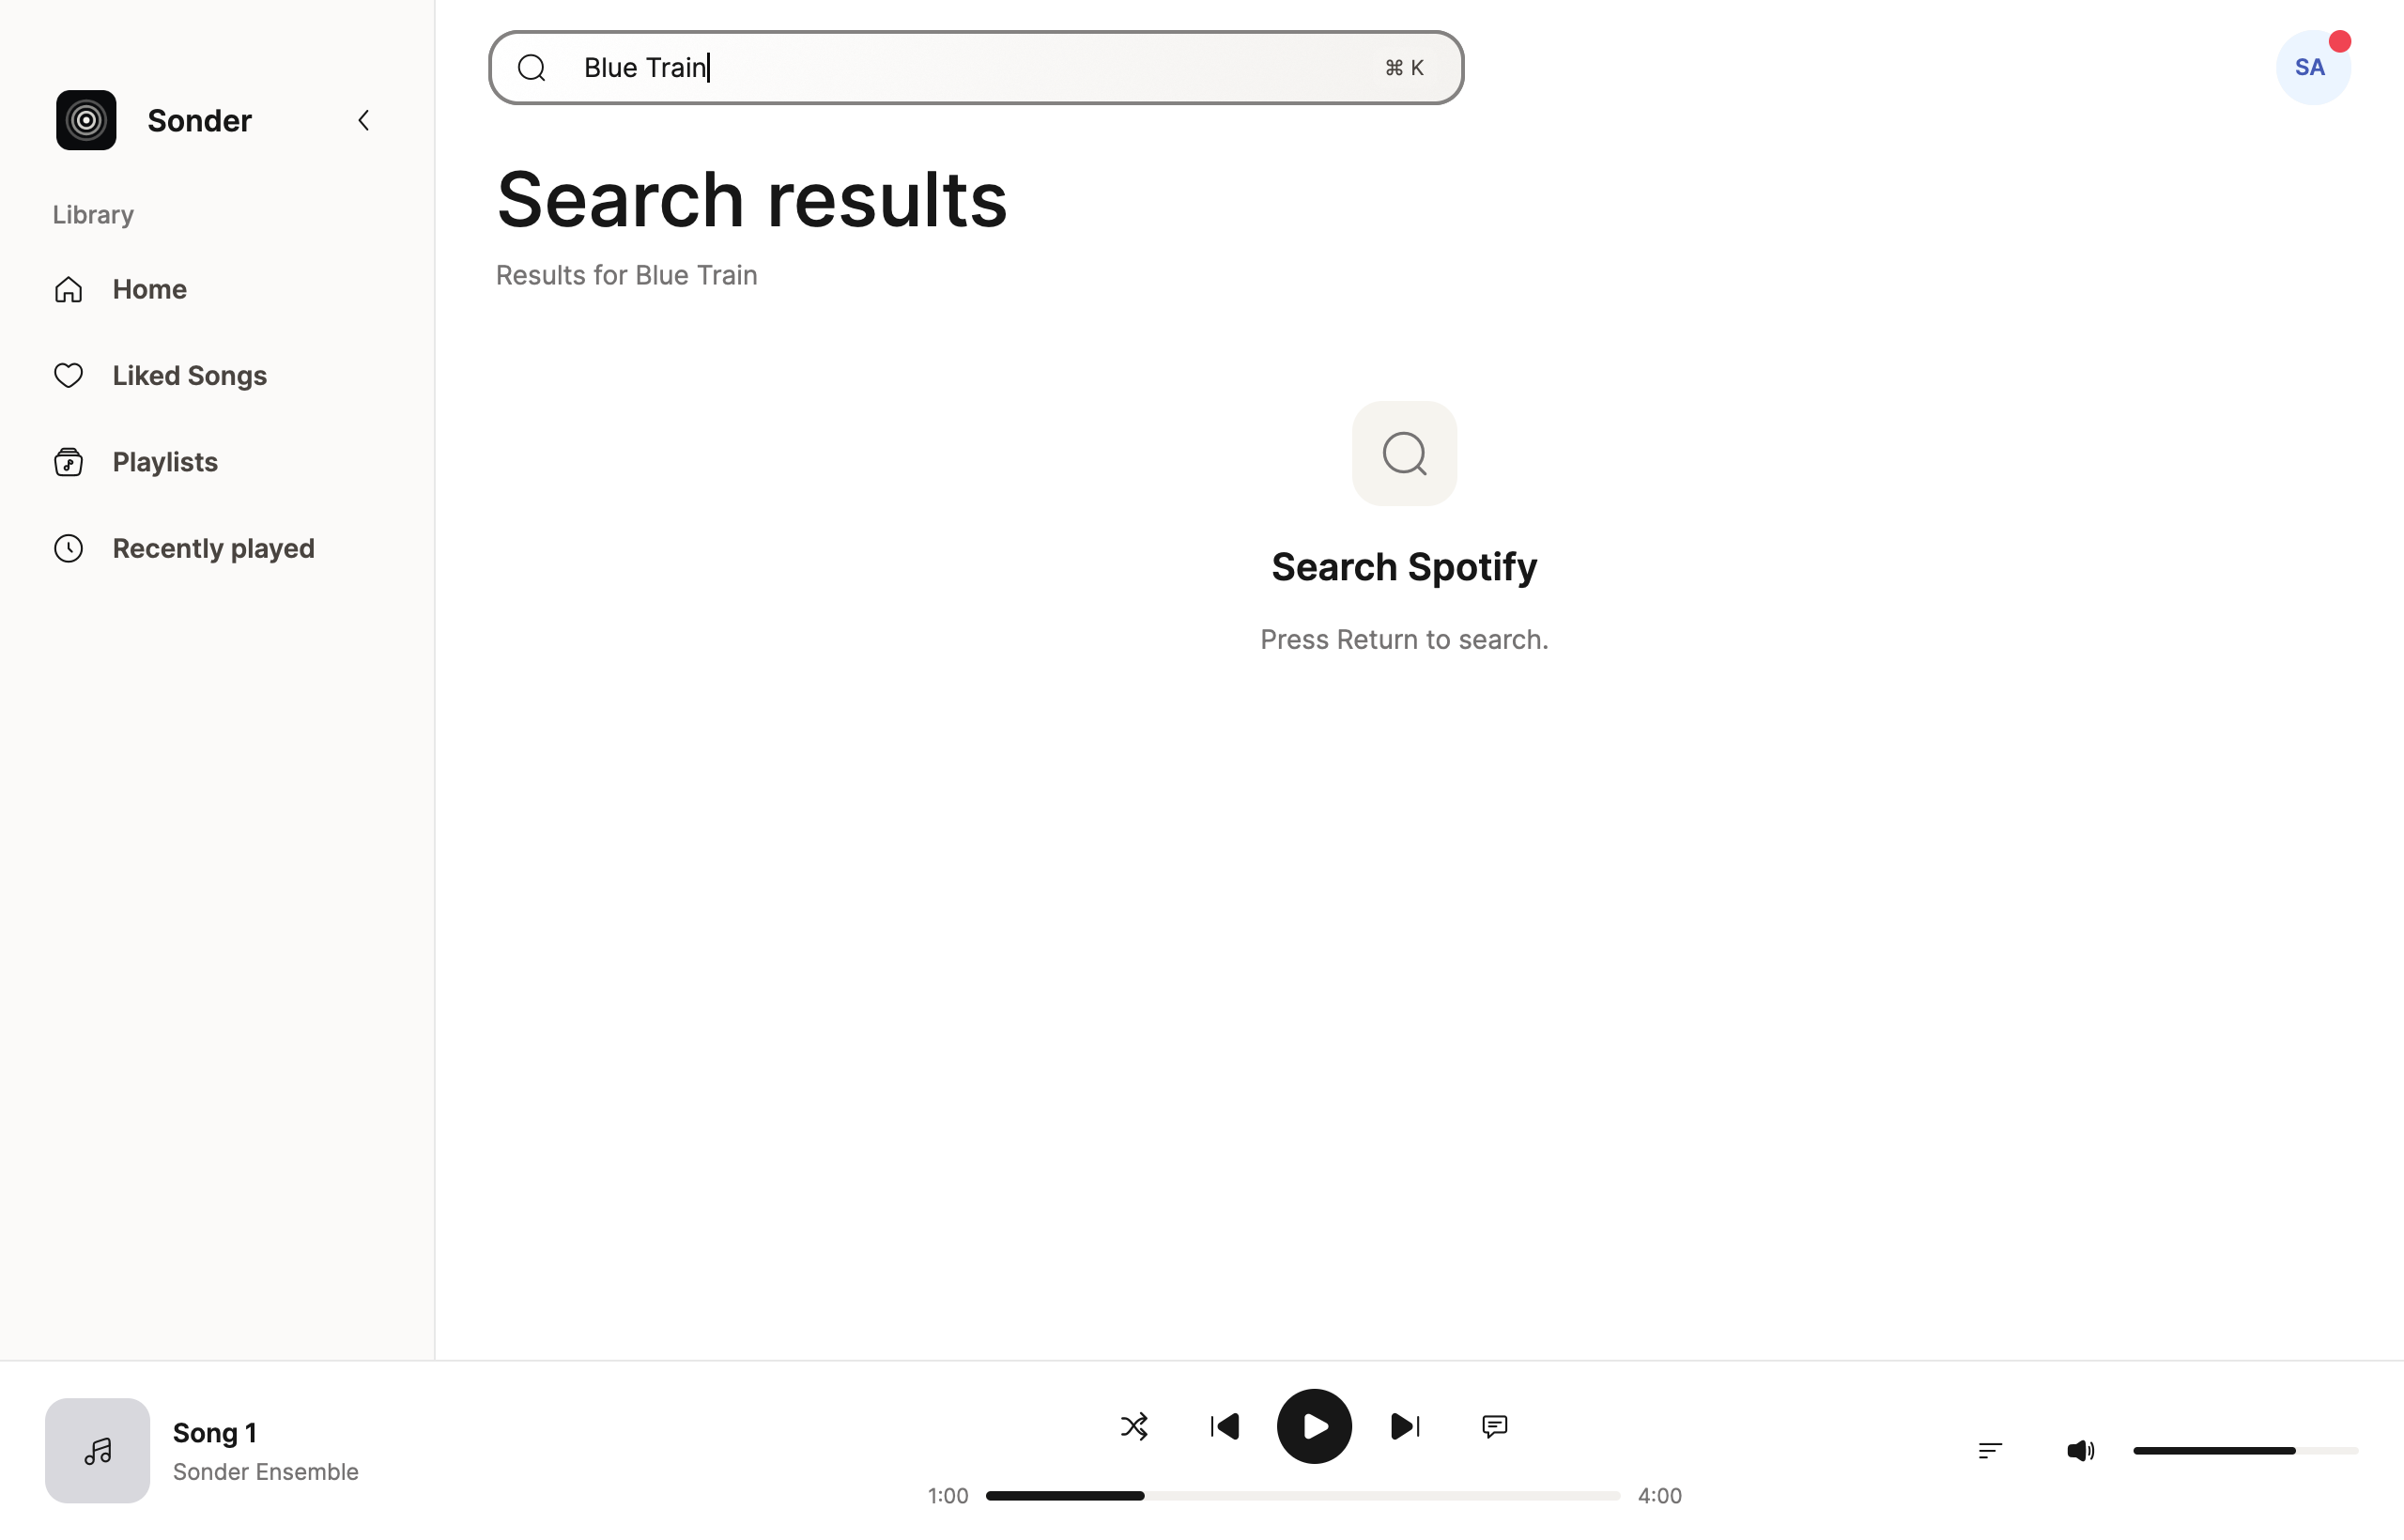 Blue Train
⌘ K
SA
Sonder
Library
Home
Liked Songs
Playlists
Recently played
Search results
Results for Blue Train
Search Spotify
Press Return to search.
Song 1
Sonder Ensemble
1:00
4:00